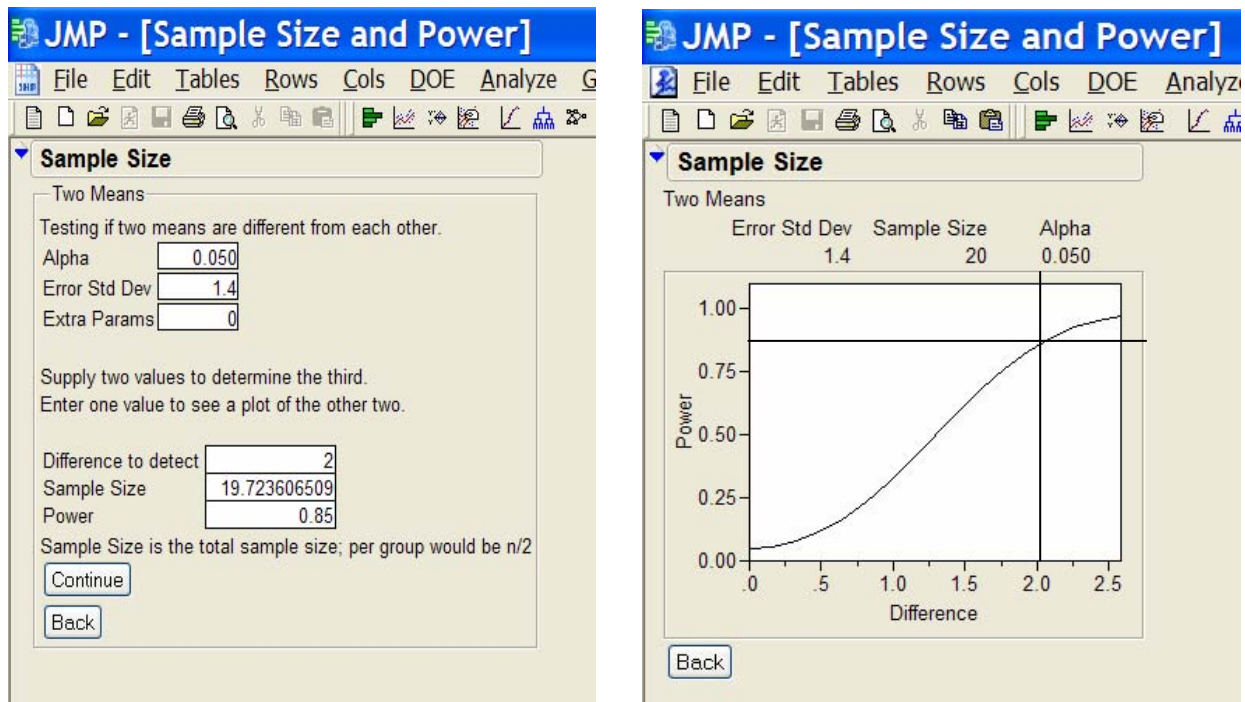 JMP - [Sample Size and Power]
File Edit Tables Rows Cols DOE Analyze G
Sample Size
Two Means
Testing if two means are different from each other.
Alpha 0.050
Error Std Dev 1.4
Extra Params 0
Supply two values to determine the third.
Enter one value to see a plot of the other two.
Difference to detect 2
Sample Size 19.723606509
Power 0.85
Sample Size is the total sample size; per group would be n/2
Continue
Back
JMP - [Sample Size and Power]
File Edit Tables Rows Cols DOE Analyze
Sample Size
Two Means
Error Std Dev Sample Size Alpha
1.4 20 0.050
1.00
0.75
0.50
0.25
0.00
Power
.0 .5 1.0 1.5 2.0 2.5
Difference
Back